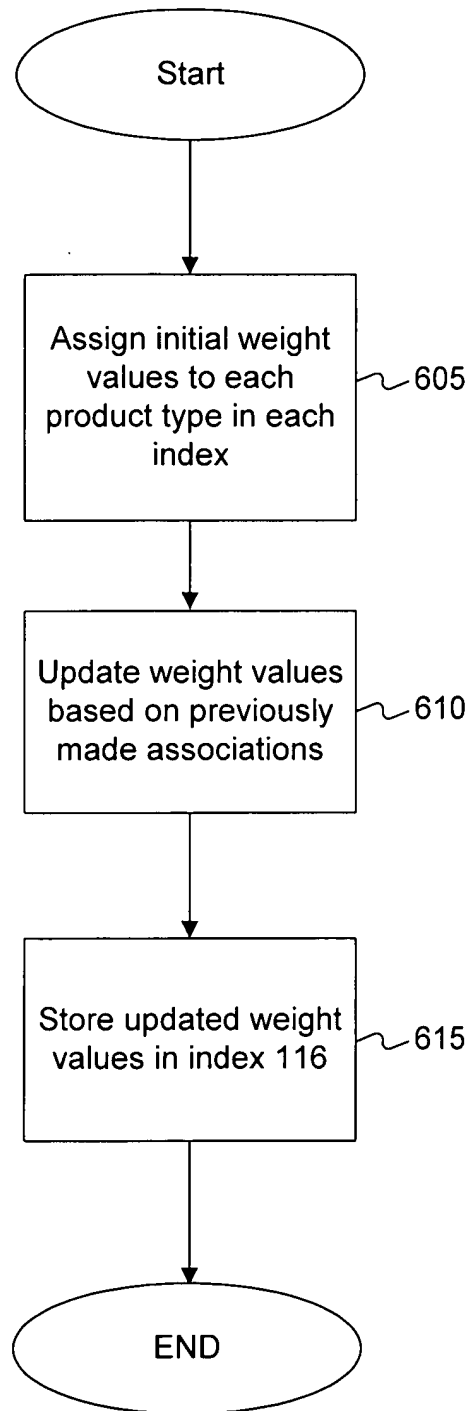 Start
Assign initial weight
values to each
product type in each
index
605
Update weight values
based on previously
made associations
610
Store updated weight
values in index 116
615
END